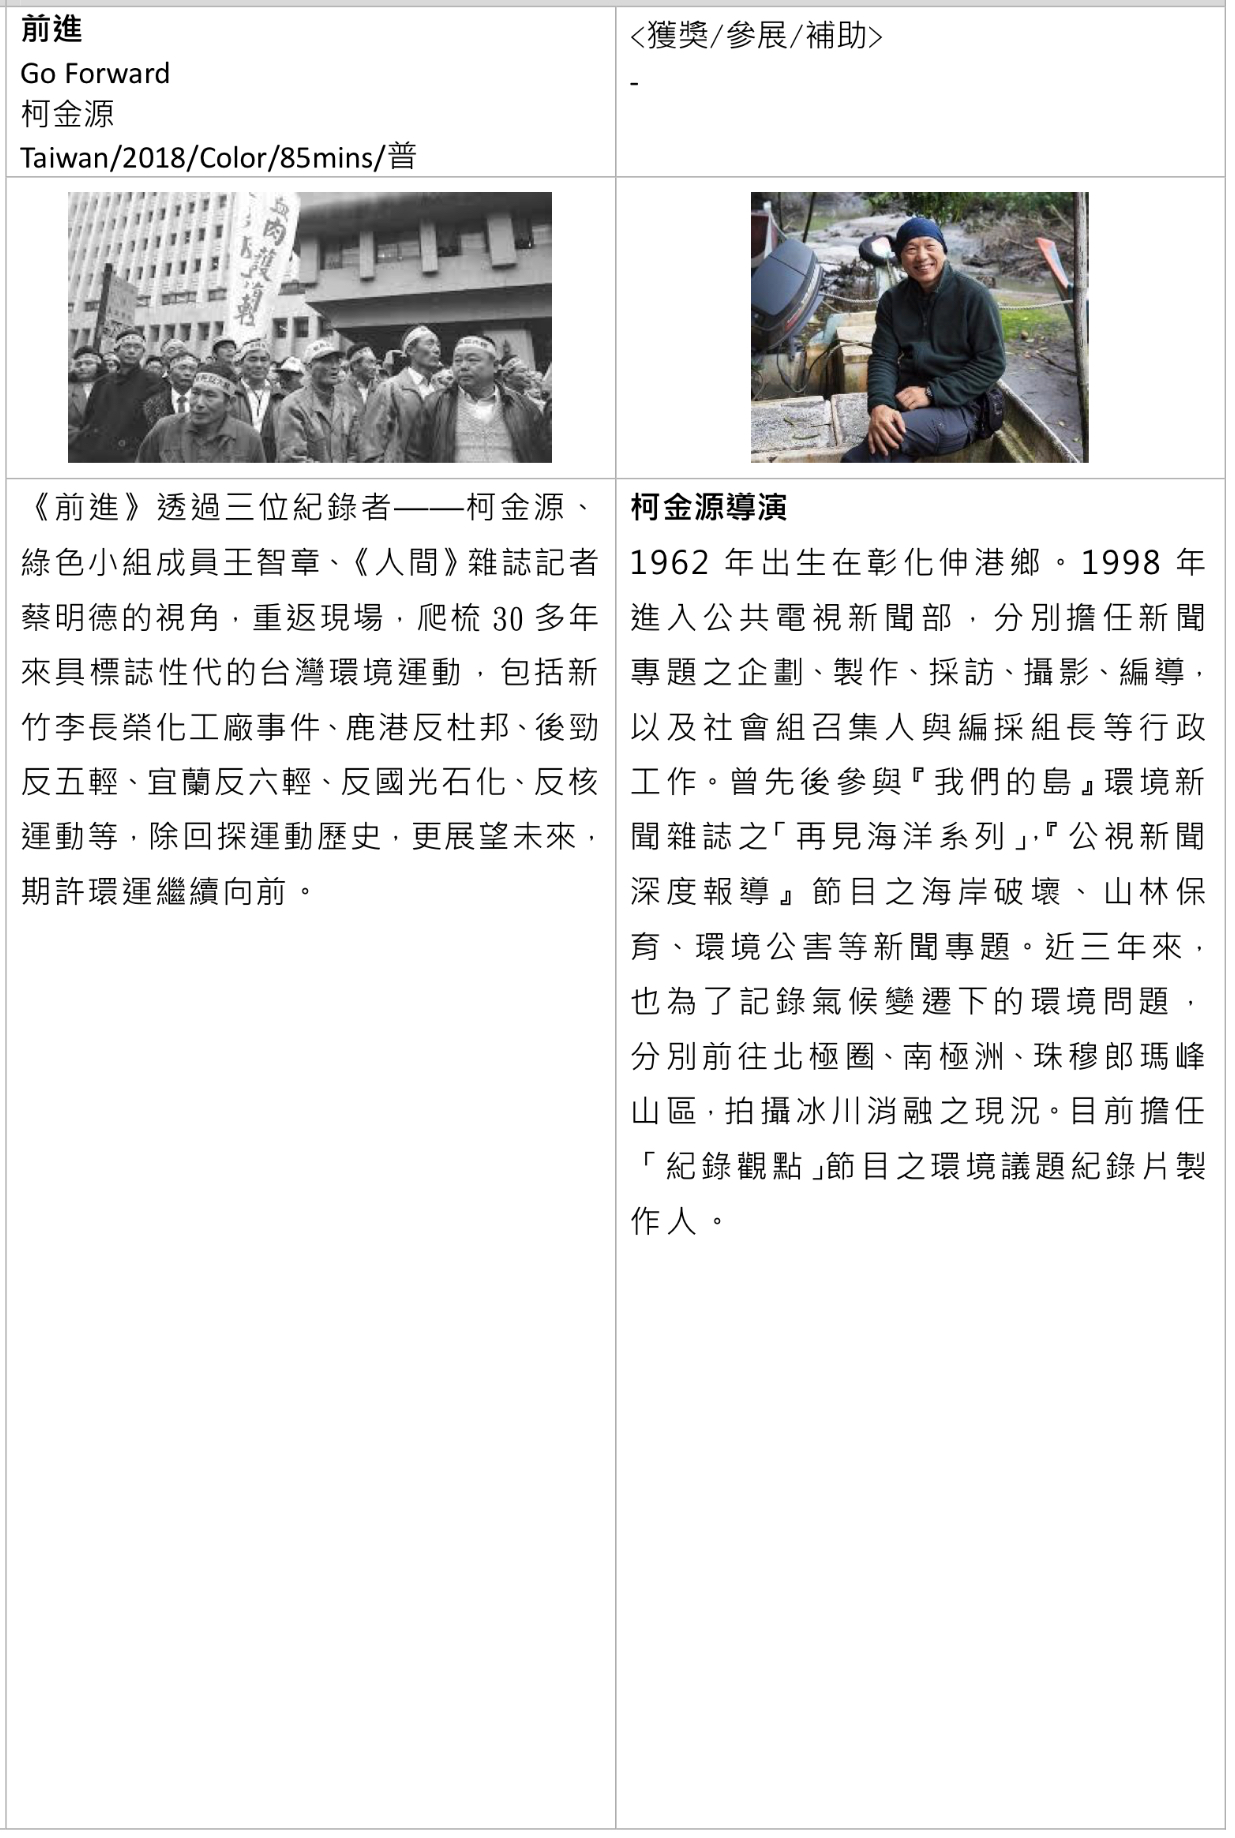 前進
Go Forward
柯金源
Taiwan/2018/Color/85mins/普
<獲獎/參展/補助>
-
肉護
《前進》透過三位紀錄者——柯金源、
綠色小組成員王智章、《人間》雜誌記者
蔡明德的視角，重返現場，爬梳 30 多年
來具標誌性代的台灣環境運動，包括新
竹李長榮化工廠事件、鹿港反杜邦、後勁
反五輕、宜蘭反六輕、反國光石化、反核
運動等，除回探運動歷史，更展望未來，
期許環運繼續向前。
柯金源導演
1962 年出生在彰化伸港鄉。1998 年
進入公共電視新聞部，分別擔任新聞
專題之企劃、製作、採訪、攝影、編導，
以及社會組召集人與編採組長等行政
工作。曾先後參與『我們的島』環境新
聞雜誌之「再見海洋系列」，『公視新聞
深度報導』節目之海岸破壞、山林保
育、環境公害等新聞專題。近三年來，
也為了記錄氣候變遷下的環境問題，
分別前往北極圈、南極洲、珠穆郎瑪峰
山區，拍攝冰川消融之現況。目前擔任
「紀錄觀點」節目之環境議題紀錄片製
作人。